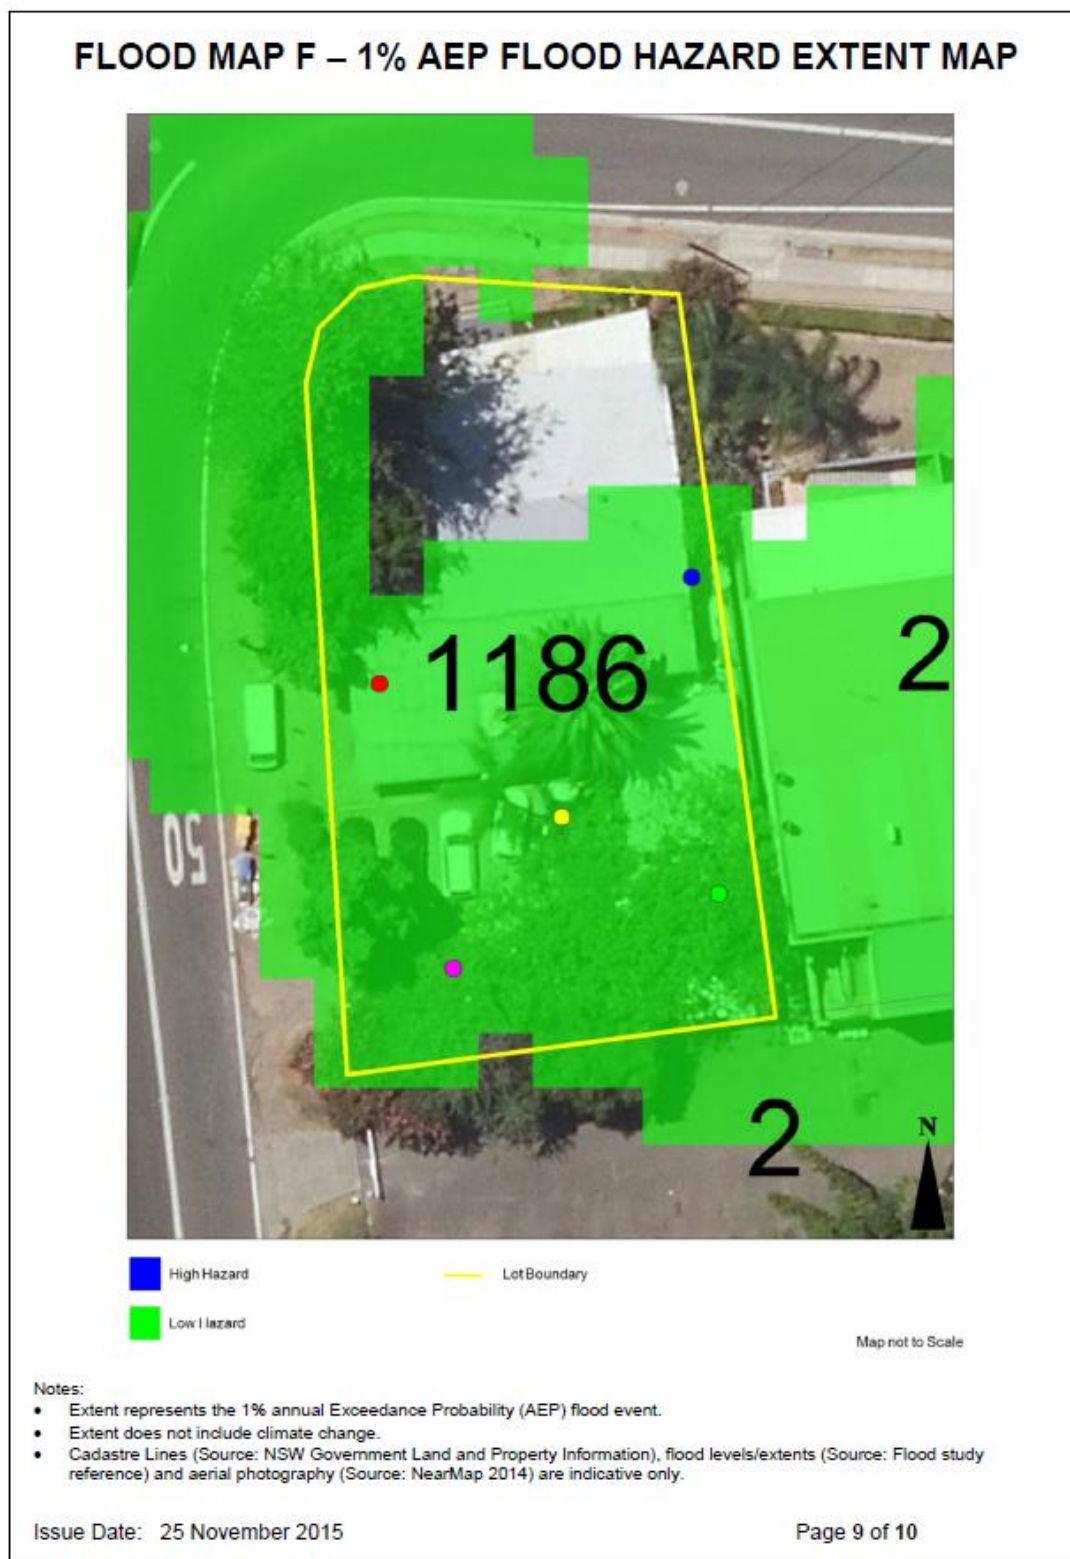 FLOOD MAP F – 1% AEP FLOOD HAZARD EXTENT MAP
1186
2
50
2
N
High Hazard
Lot Boundary
Low Hazard
Map not to Scale
Notes:
• Extent represents the 1% annual Exceedance Probability (AEP) flood event.
• Extent does not include climate change.
• Cadastre Lines (Source: NSW Government Land and Property Information), flood levels/extents (Source: Flood study
reference) and aerial photography (Source: NearMap 2014) are indicative only.
Issue Date: 25 November 2015
Page 9 of 10